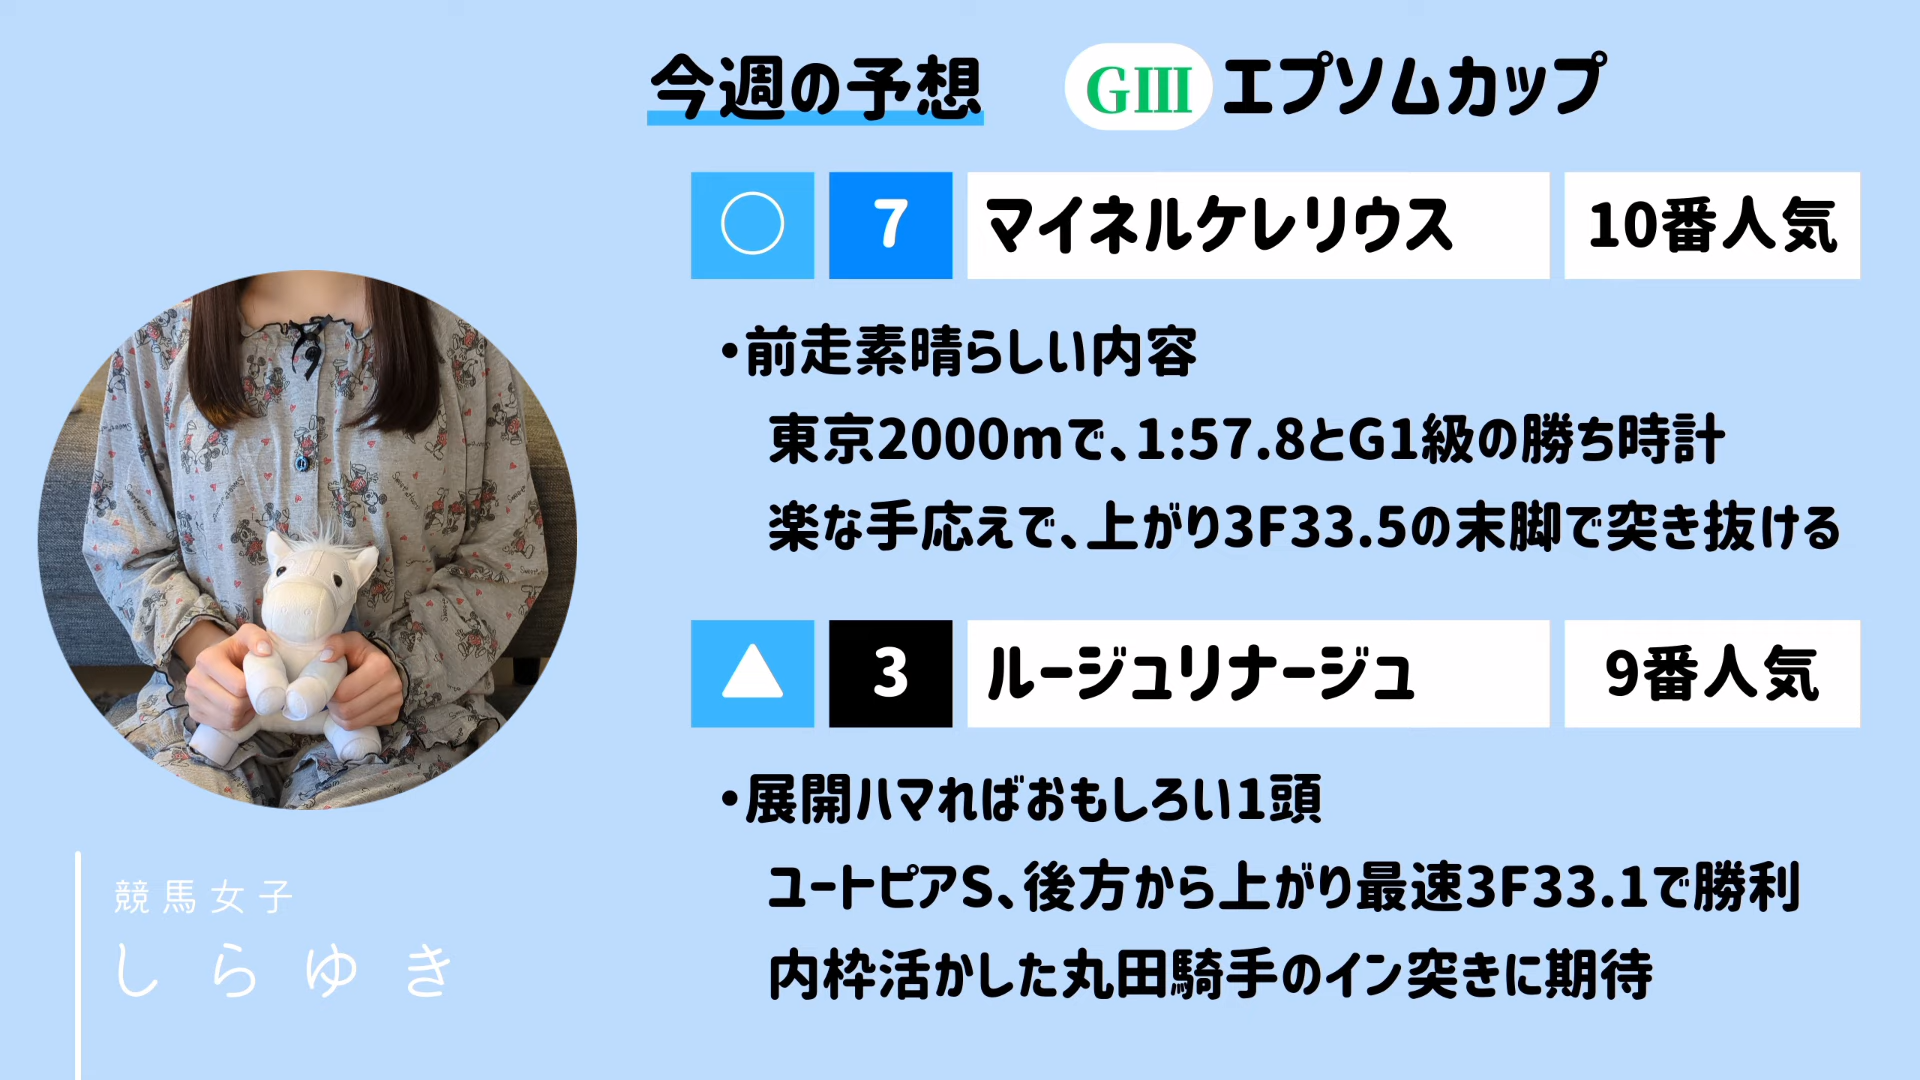 今週の予想 GⅢ エプソムカップ
○ 7 マイネルケレリウス 10番人気
・前走素晴らしい内容
東京2000mで、1:57.8とG1級の勝ち時計
楽な手応えで、上がり3F33.5の末脚で突き抜ける
▲ 3 ルージュリナージュ 9番人気
・展開ハマればおもしろい1頭
ユートピアS、後方から上がり最速3F33.1で勝利
内枠活かした丸田騎手のイン突きに期待
競馬女子
しらゆき